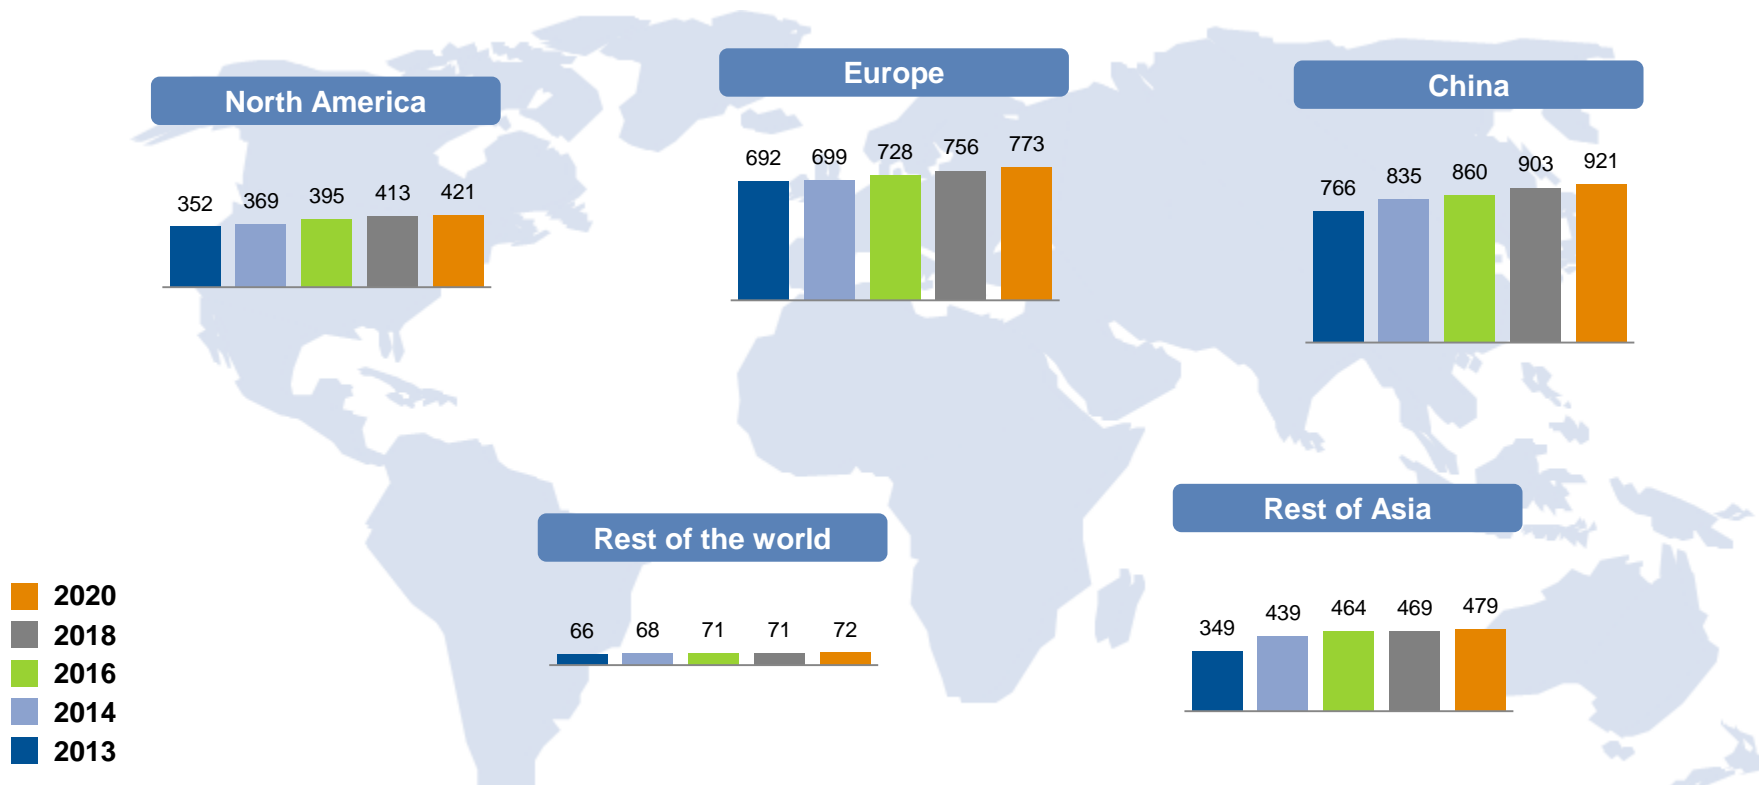 North America
352 369 395 413 421
Europe
692 699 728 756 773
China
766 835 860 903 921
Rest of the world
66 68 71 71 72
Rest of Asia
349 439 464 469 479
2020
2018
2016
2014
2013